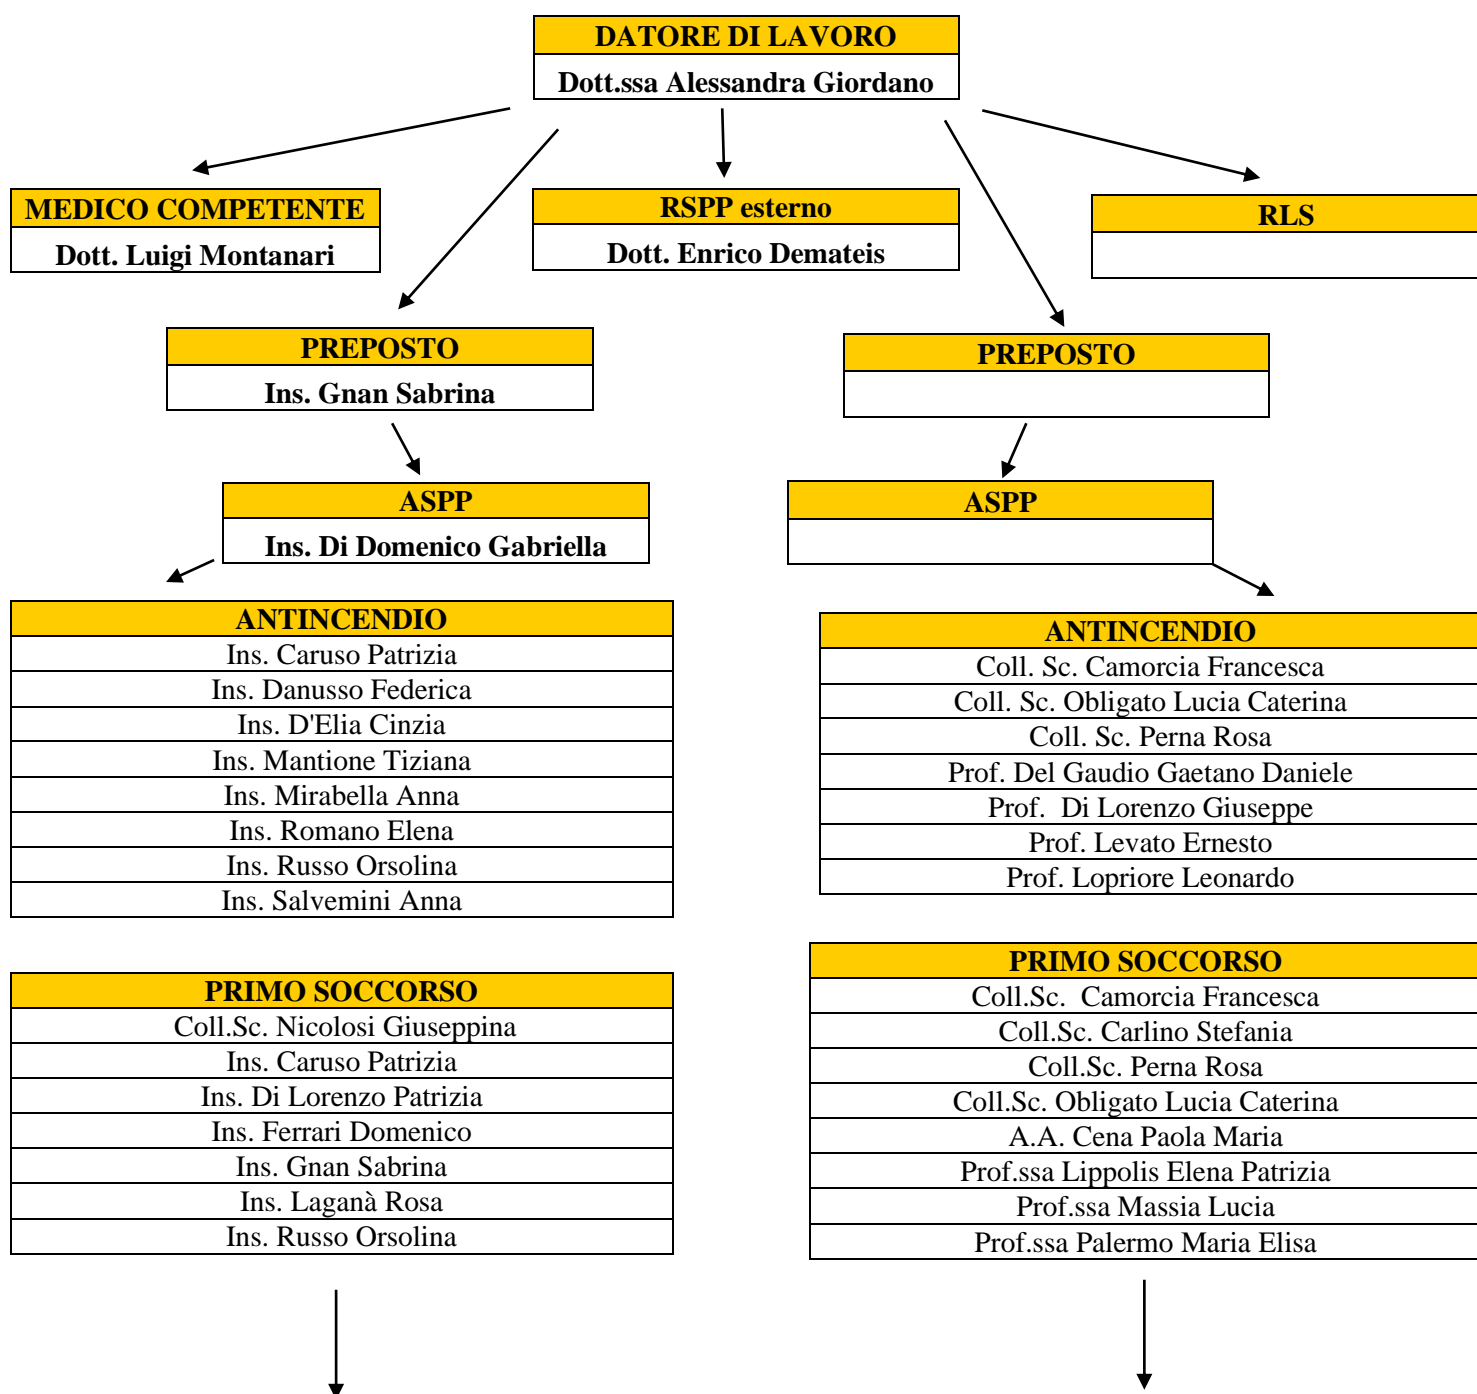 DATORE DI LAVORO
Dott.ssa Alessandra Giordano
MEDICO COMPETENTE
Dott. Luigi Montanari
RSPP esterno
Dott. Enrico Demateis
RLS
PREPOSTO
Ins. Gnan Sabrina
PREPOSTO
ASPP
Ins. Di Domenico Gabriella
ASPP
ANTINCENDIO
Ins. Caruso Patrizia
Ins. Danusso Federica
Ins. D'Elia Cinzia
Ins. Mantione Tiziana
Ins. Mirabella Anna
Ins. Romano Elena
Ins. Russo Orsolina
Ins. Salvemini Anna
ANTINCENDIO
Coll. Sc. Camorcia Francesca
Coll. Sc. Obligato Lucia Caterina
Coll. Sc. Perna Rosa
Prof. Del Gaudio Gaetano Daniele
Prof.  Di Lorenzo Giuseppe
Prof. Levato Ernesto
Prof. Lopriore Leonardo
PRIMO SOCCORSO
Coll.Sc. Nicolosi Giuseppina
Ins. Caruso Patrizia
Ins. Di Lorenzo Patrizia
Ins. Ferrari Domenico
Ins. Gnan Sabrina
Ins. Laganà Rosa
Ins. Russo Orsolina
PRIMO SOCCORSO
Coll.Sc.  Camorcia Francesca
Coll.Sc. Carlino Stefania
Coll.Sc. Perna Rosa
Coll.Sc. Obligato Lucia Caterina
A.A. Cena Paola Maria
Prof.ssa Lippolis Elena Patrizia
Prof.ssa Massia Lucia
Prof.ssa Palermo Maria Elisa